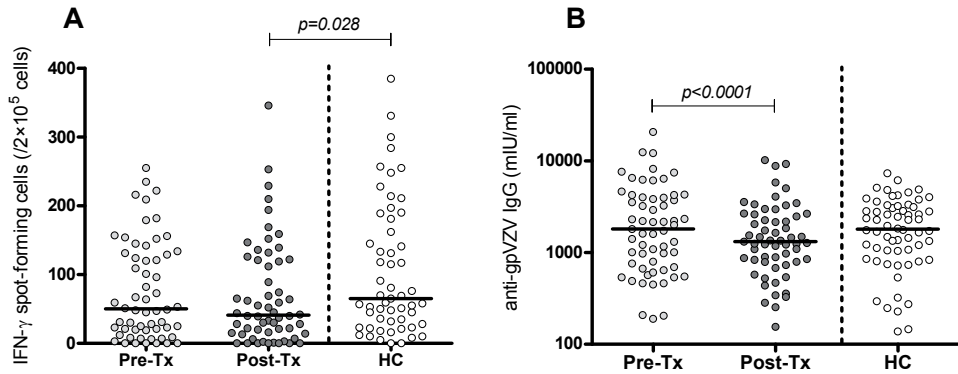 A
p=0.028
IFN-γ spot-forming cells (/2×10⁵ cells)
400
300
200
100
0
Pre-Tx Post-Tx HC
B
p<0.0001
anti-gpVZV IgG (mIU/ml)
100000
10000
1000
100
Pre-Tx Post-Tx HC